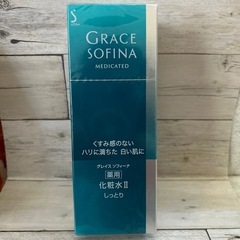 GRACE
SOFINA
MEDICATED
くすみ感のない
ハリに満ちた 白い肌に
グレイス ソフィーナ
薬用
化粧水Ⅱ
しっとり